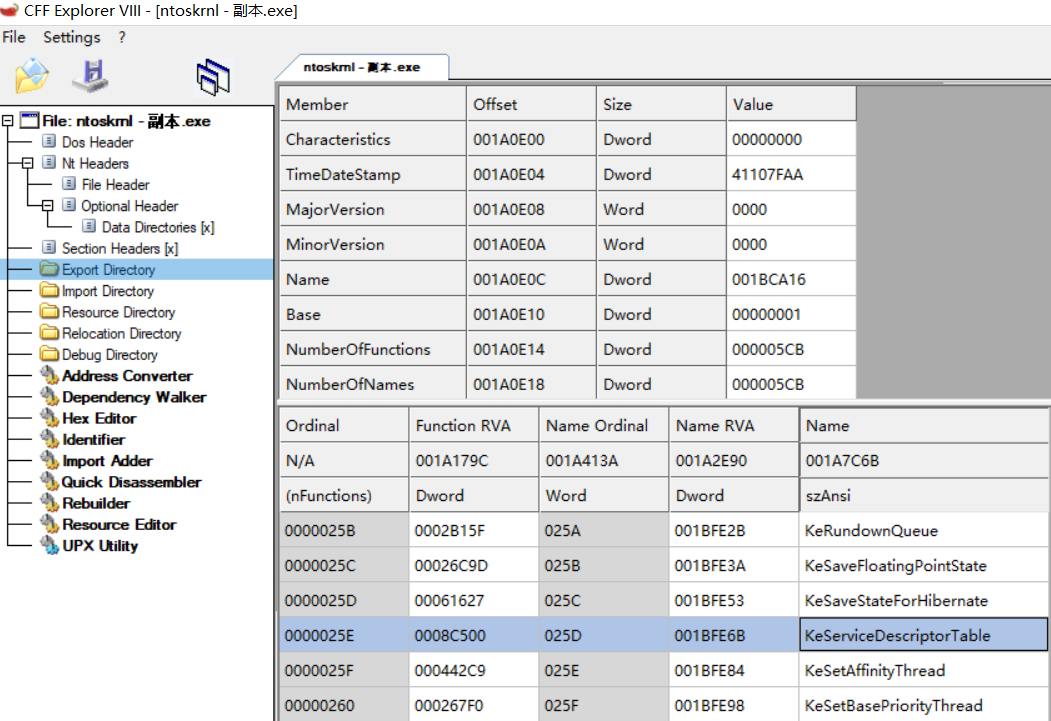 CFF Explorer VIII - [ntoskrnl - 副本.exe]
File Settings ?
ntoskrnl - 副本.exe
File: ntoskrnl - 副本.exe
Dos Header
Nt Headers
File Header
Optional Header
Data Directories [x]
Section Headers [x]
Export Directory
Import Directory
Resource Directory
Relocation Directory
Debug Directory
Address Converter
Dependency Walker
Hex Editor
Identifier
Import Adder
Quick Disassembler
Rebuilder
Resource Editor
UPX Utility
Member Offset Size Value
Characteristics 001A0E00 Dword 00000000
TimeDateStamp 001A0E04 Dword 41107FAA
MajorVersion 001A0E08 Word 0000
MinorVersion 001A0E0A Word 0000
Name 001A0E0C Dword 001BCA16
Base 001A0E10 Dword 00000001
NumberOfFunctions 001A0E14 Dword 000005CB
NumberOfNames 001A0E18 Dword 000005CB
Ordinal Function RVA Name Ordinal Name RVA Name
N/A 001A179C 001A413A 001A2E90 001A7C6B
(nFunctions) Dword Word Dword szAnsi
0000025B 0002B15F 025A 001BFE2B KeRundownQueue
0000025C 00026C9D 025B 001BFE3A KeSaveFloatingPointState
0000025D 00061627 025C 001BFE53 KeSaveStateForHibernate
0000025E 0008C500 025D 001BFE6B KeServiceDescriptorTable
0000025F 000442C9 025E 001BFE84 KeSetAffinityThread
00000260 000267F0 025F 001BFE98 KeSetBasePriorityThread